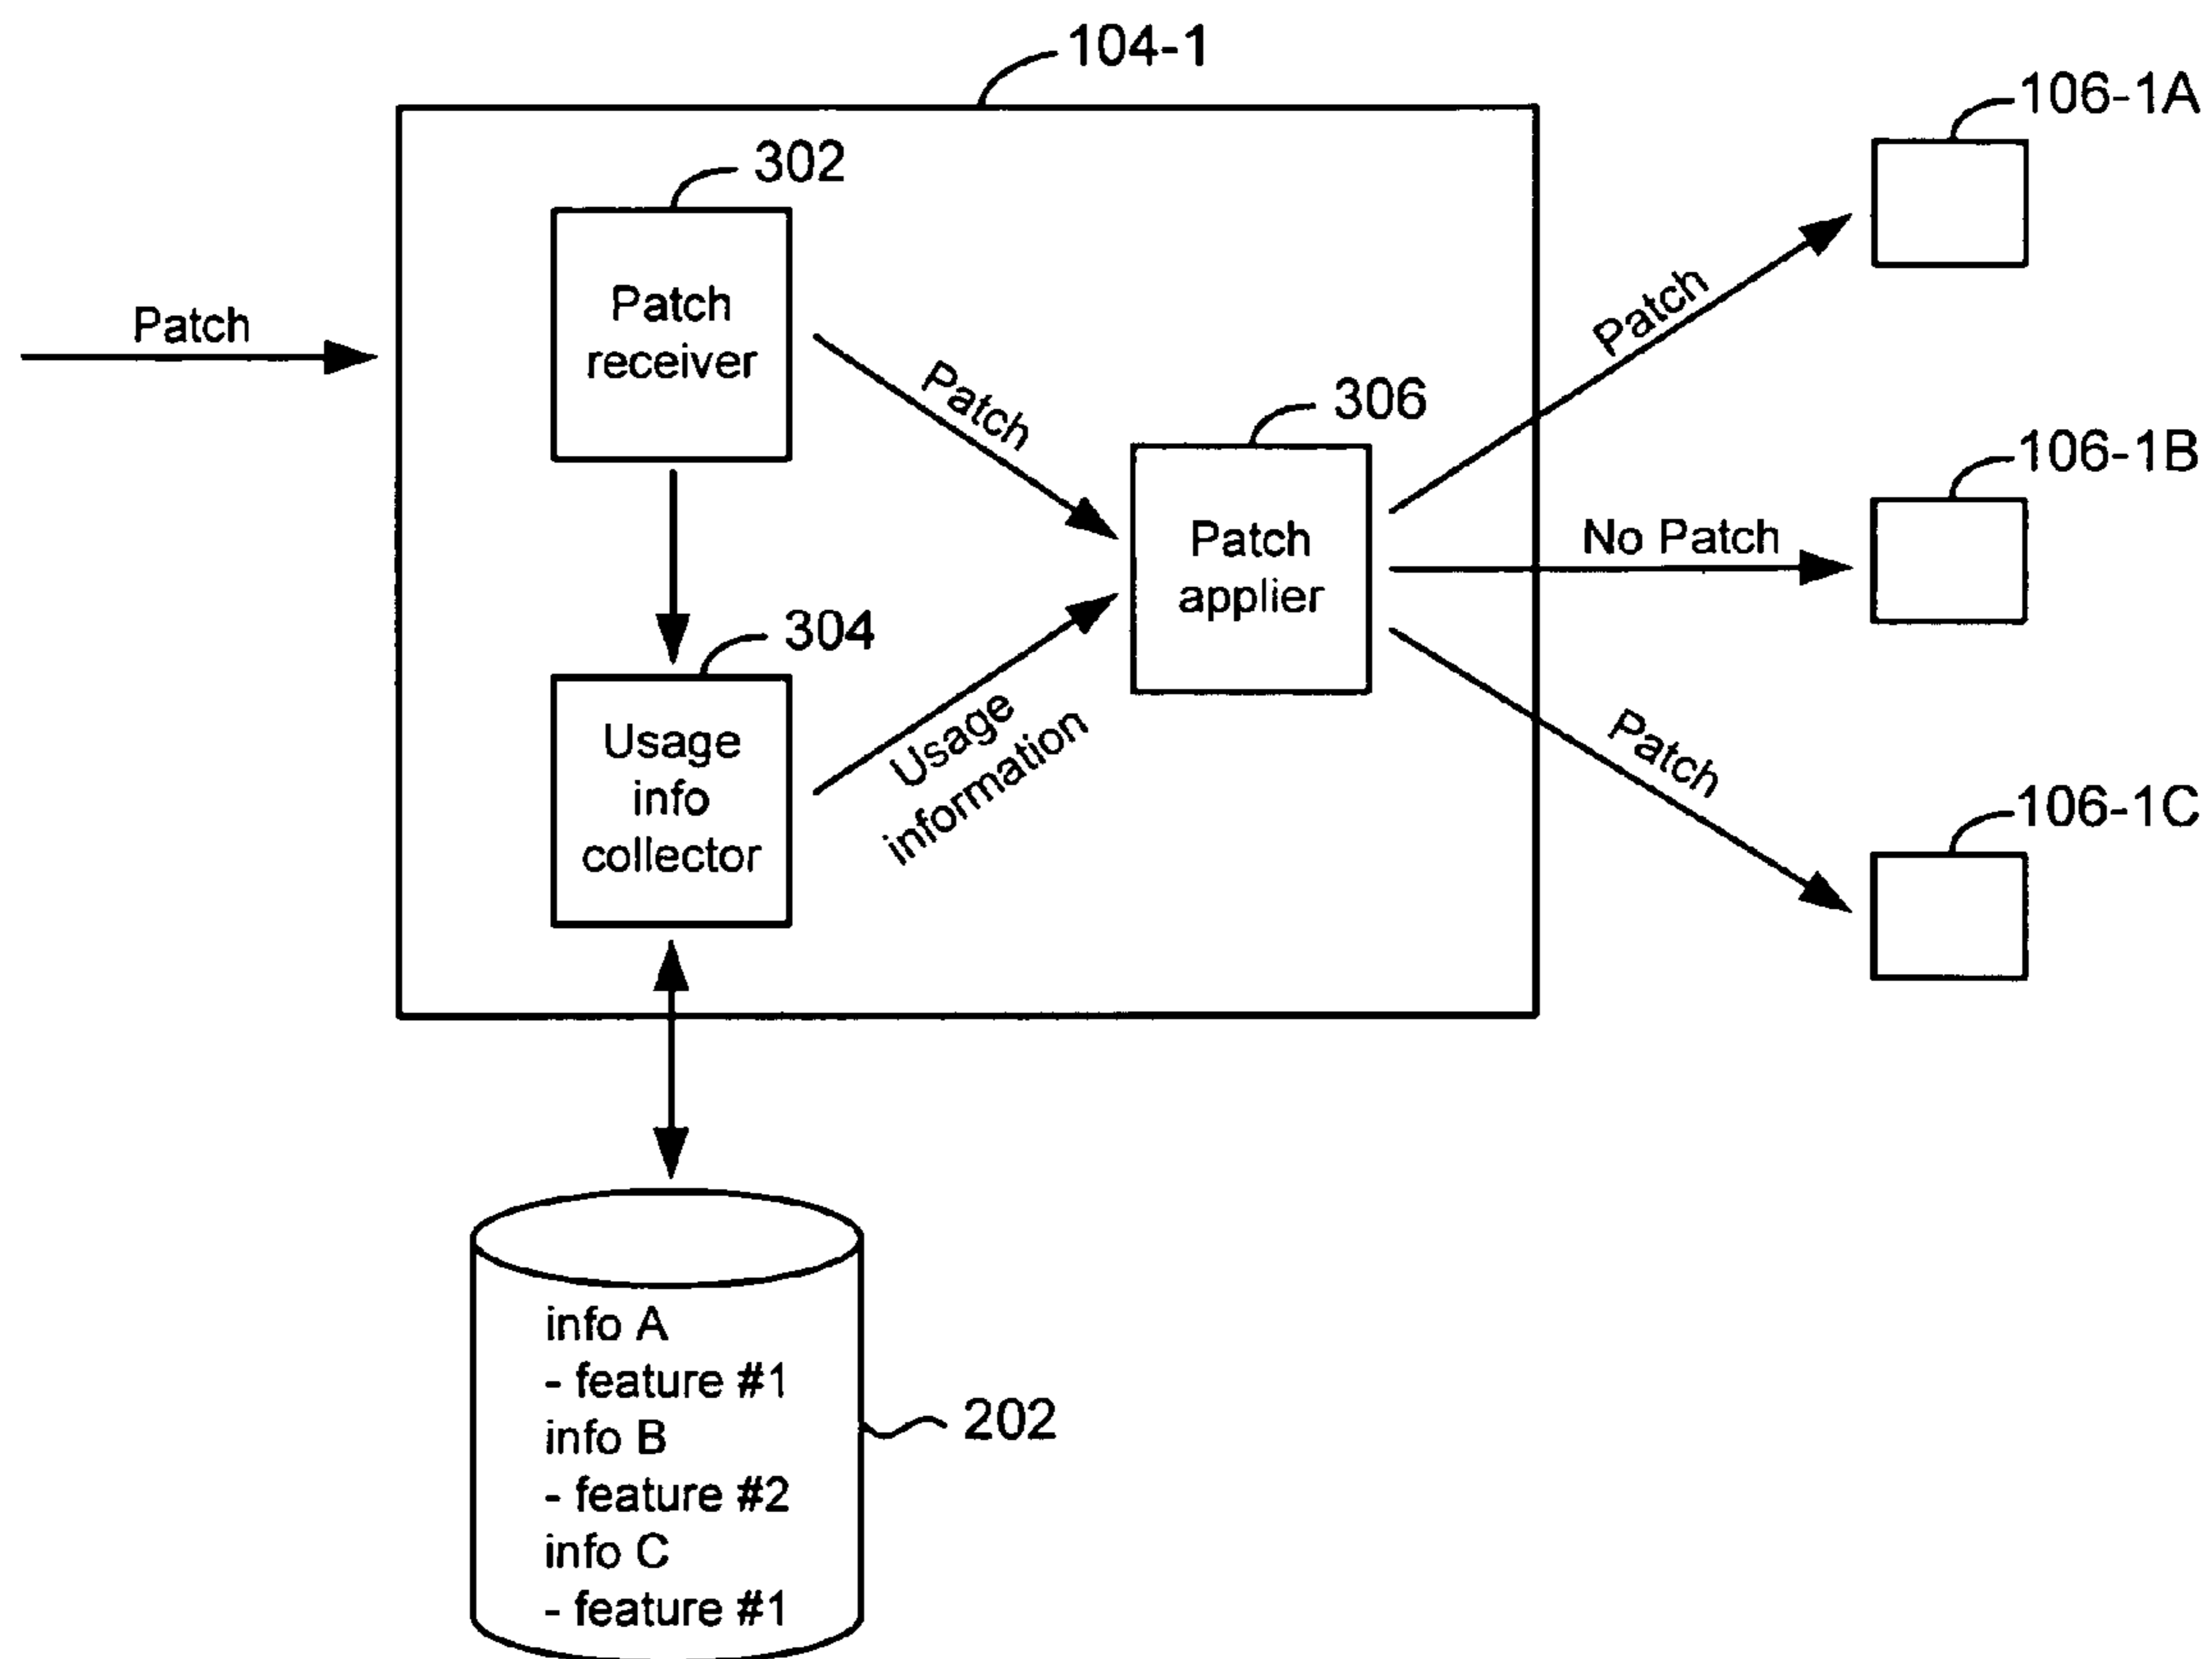 104-1
106-1A
302
Patch
receiver
Patch
Patch
Patch
306
106-1B
Patch
applier
No Patch
304
Usage
info
collector
Usage
information
Patch
106-1C
info A
- feature #1
info B
- feature #2
info C
- feature #1
202